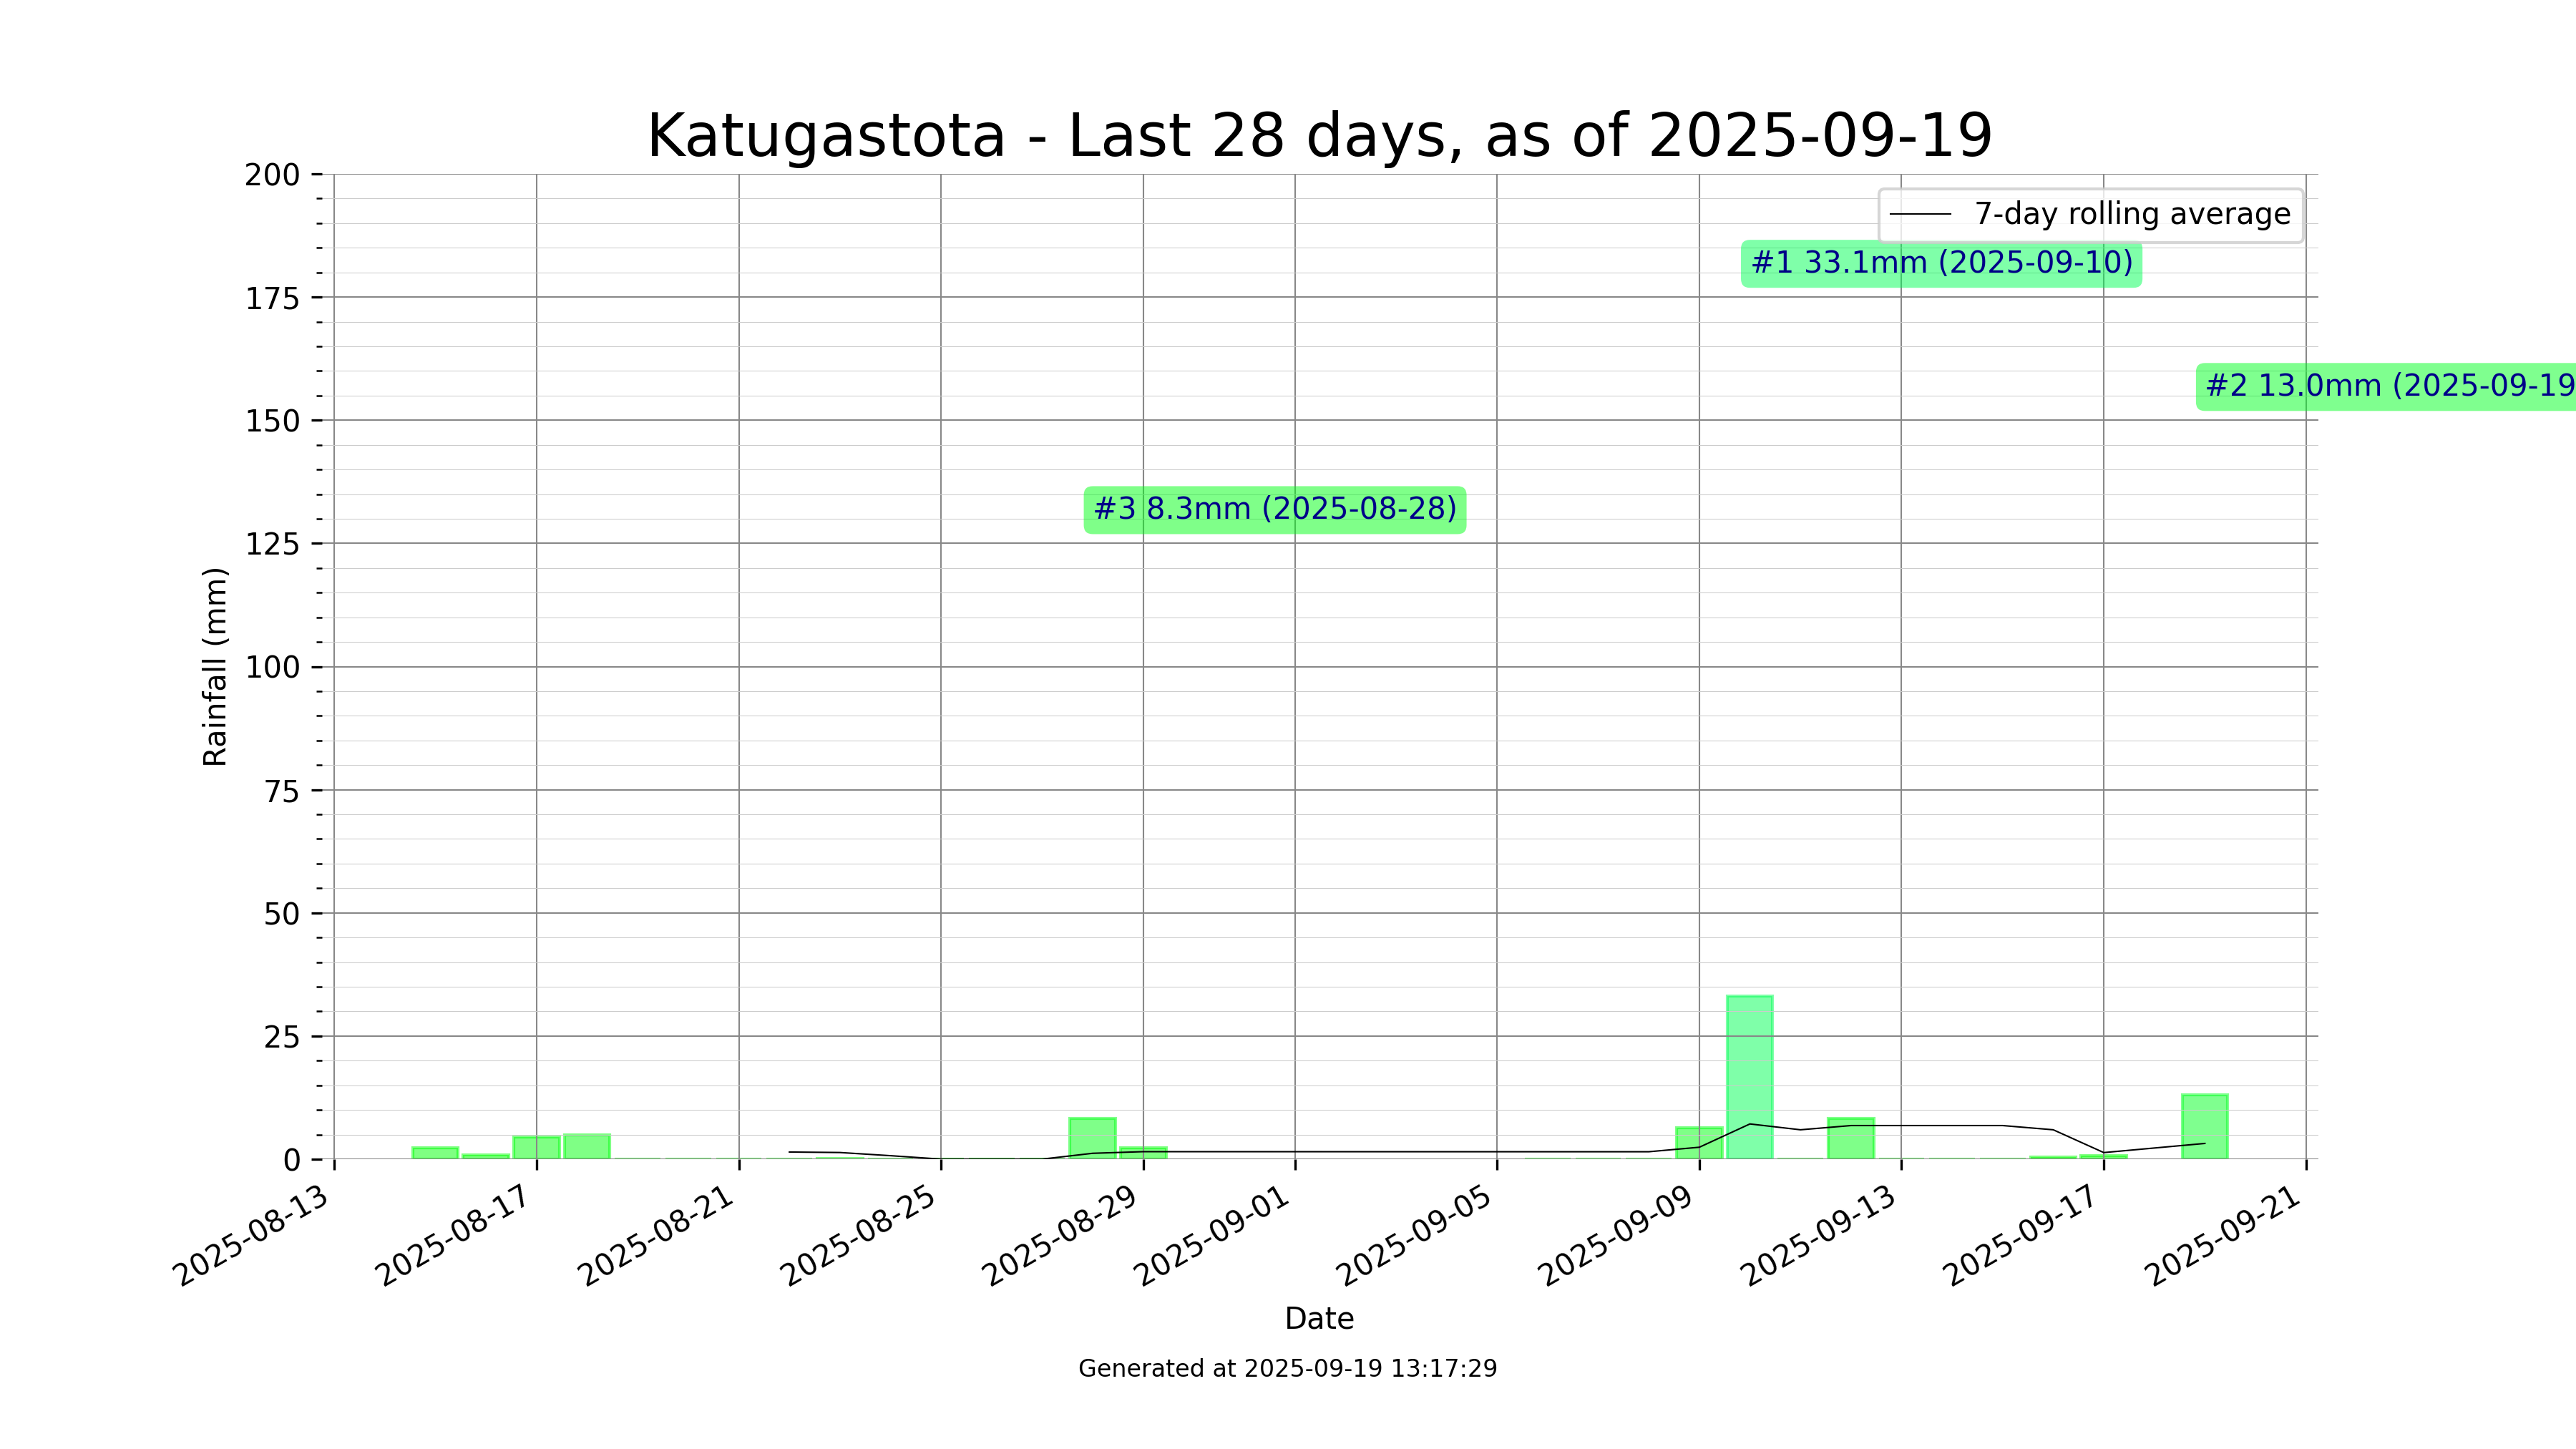 Katugastota - Last 28 days, as of 2025-09-19
200
175
150
125
100
75
50
25
0
Rainfall (mm)
7-day rolling average
#1 33.1mm (2025-09-10)
#2 13.0mm (2025-09-19
#3 8.3mm (2025-08-28)
2025-08-13
2025-08-17
2025-08-21
2025-08-25
2025-08-29
2025-09-01
2025-09-05
2025-09-09
2025-09-13
2025-09-17
2025-09-21
Date
Generated at 2025-09-19 13:17:29